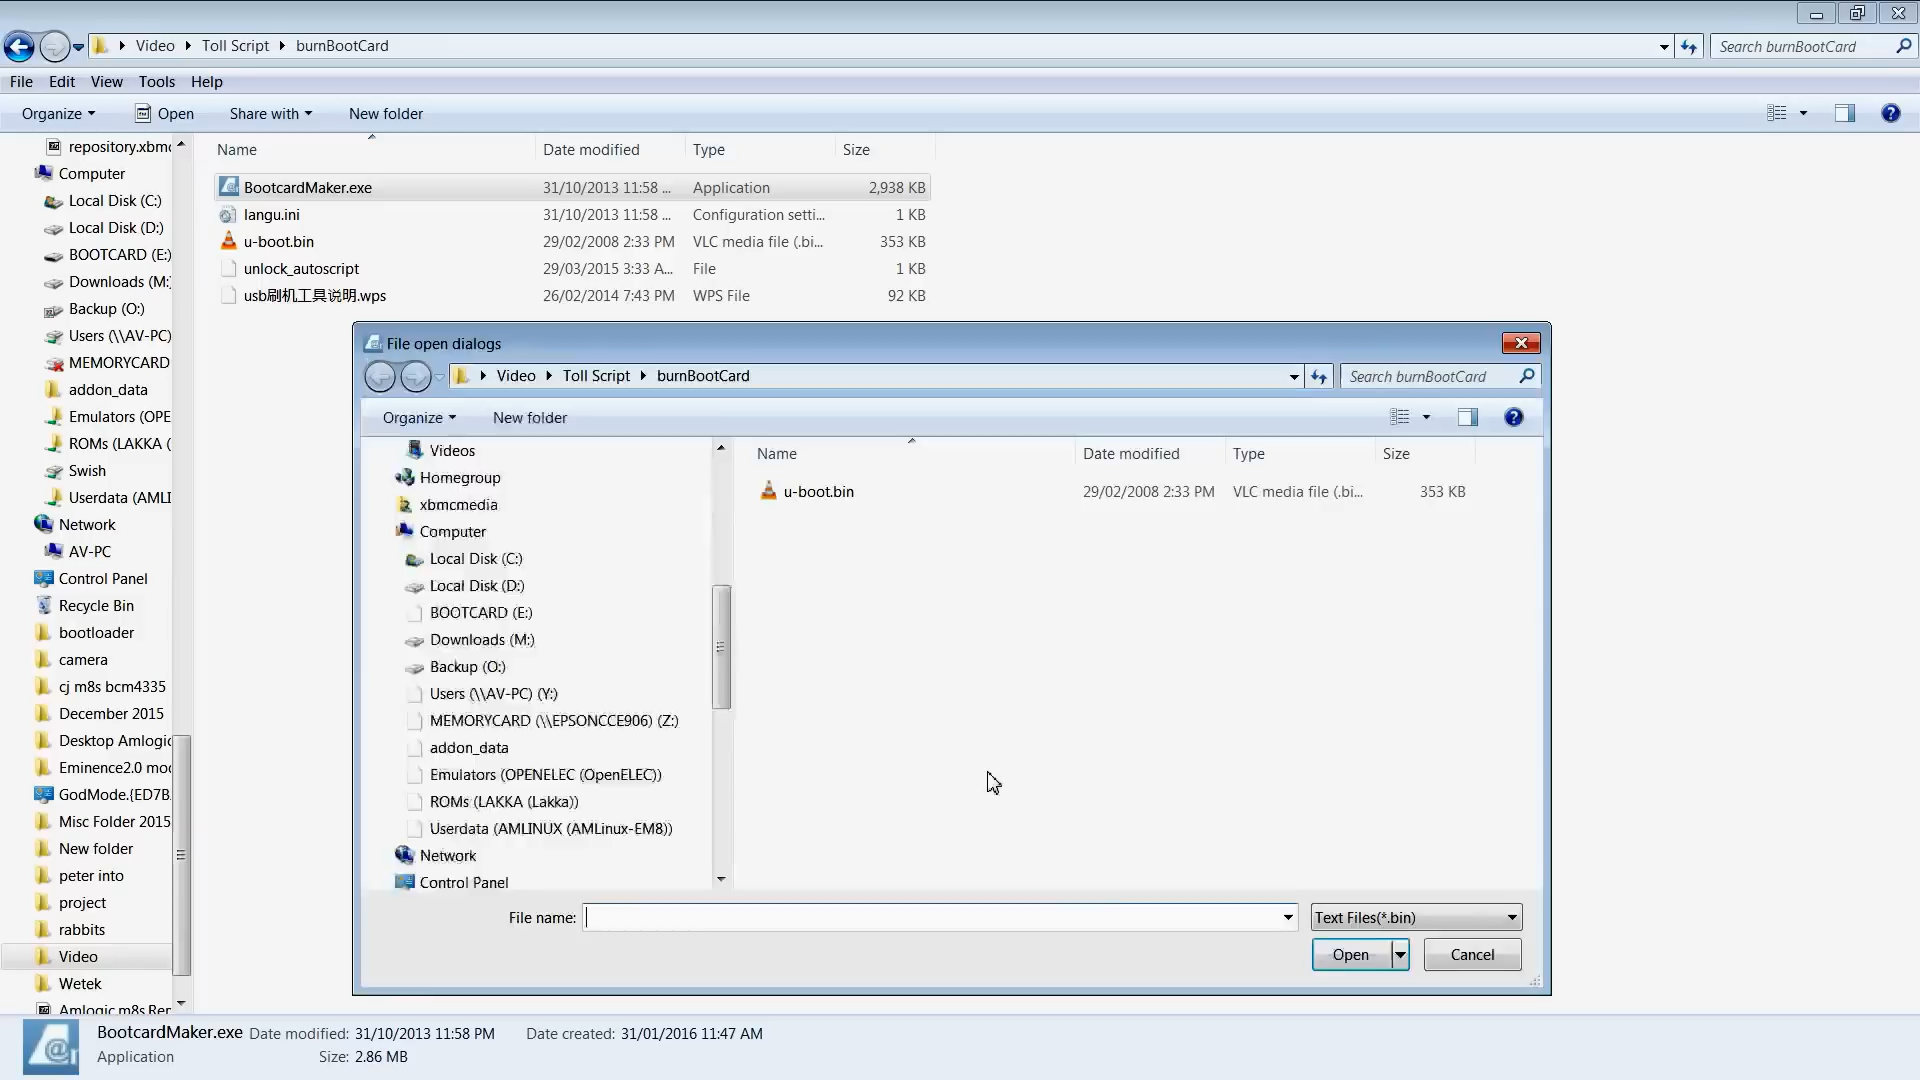 Video Toll Script burnBootCard
Search burnBootCard
File Edit View Tools Help
Organize Open Share with New folder
repository.xbmc
Computer
Local Disk (C:)
Local Disk (D:)
BOOTCARD (E:)
Downloads (M:)
Backup (O:)
Users (\\AV-PC)
MEMORYCARD
addon_data
Emulators (OPE
ROMs (LAKKA (
Swish
Userdata (AMLI
Network
AV-PC
Control Panel
Recycle Bin
bootloader
camera
cj m8s bcm4335
December 2015
Desktop Amlogic
Eminence2.0 mod
GodMode.{ED7B
Misc Folder 2015
New folder
peter into
project
rabbits
Video
Wetek
Amlogic m8s Rem
Name Date modified Type Size
BootcardMaker.exe 31/10/2013 11:58 ... Application 2,938 KB
langu.ini 31/10/2013 11:58 ... Configuration setti... 1 KB
u-boot.bin 29/02/2008 2:33 PM VLC media file (.bi... 353 KB
unlock_autoscript 29/03/2015 3:33 A... File 1 KB
usb刷机工具说明.wps 26/02/2014 7:43 PM WPS File 92 KB
File open dialogs
Video Toll Script burnBootCard
Search burnBootCard
Organize New folder
Videos
Homegroup
xbmcmedia
Computer
Local Disk (C:)
Local Disk (D:)
BOOTCARD (E:)
Downloads (M:)
Backup (O:)
Users (\\AV-PC) (Y:)
MEMORYCARD (\\EPSONCCE906) (Z:)
addon_data
Emulators (OPENELEC (OpenELEC))
ROMs (LAKKA (Lakka))
Userdata (AMLINUX (AMLinux-EM8))
Network
Control Panel
Name Date modified Type Size
u-boot.bin 29/02/2008 2:33 PM VLC media file (.bi... 353 KB
File name:
Text Files(*.bin)
Open Cancel
BootcardMaker.exe Date modified: 31/10/2013 11:58 PM Date created: 31/01/2016 11:47 AM
Application Size: 2.86 MB